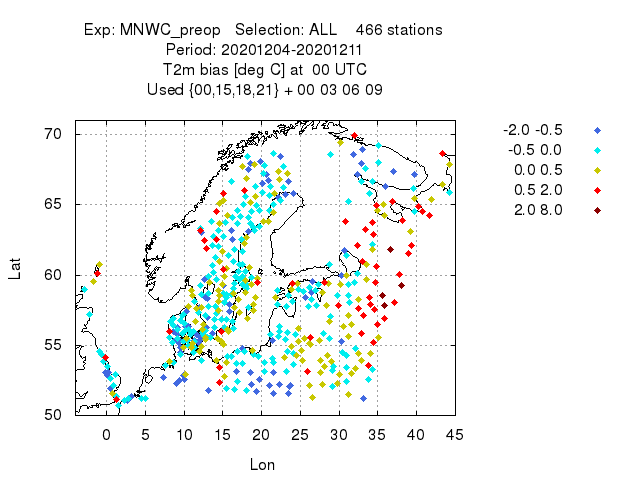 Exp: MNWC_preop   Selection: ALL    466 stations
Period: 20201204-20201211
T2m bias [deg C] at  00 UTC
Used {00,15,18,21} + 00 03 06 09
70
65
60
55
50
0 5 10 15 20 25 30 35 40 45
Lat
Lon
-2.0 -0.5
-0.5 0.0
0.0 0.5
0.5 2.0
2.0 8.0